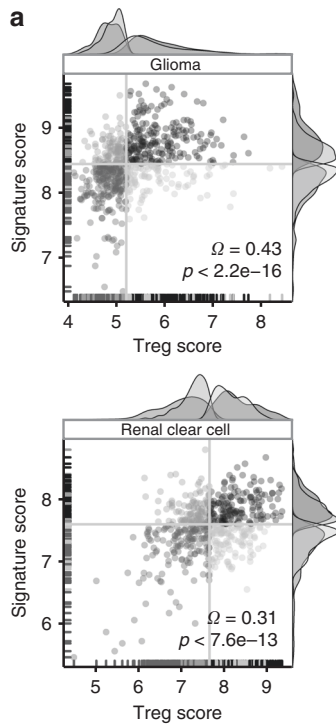 a
Glioma
Signature score
9
8
7
Ω = 0.43
p < 2.2e−16
4 5 6 7 8
Treg score
Renal clear cell
Signature score
8
7
6
Ω = 0.31
p < 7.6e−13
5 6 7 8 9
Treg score